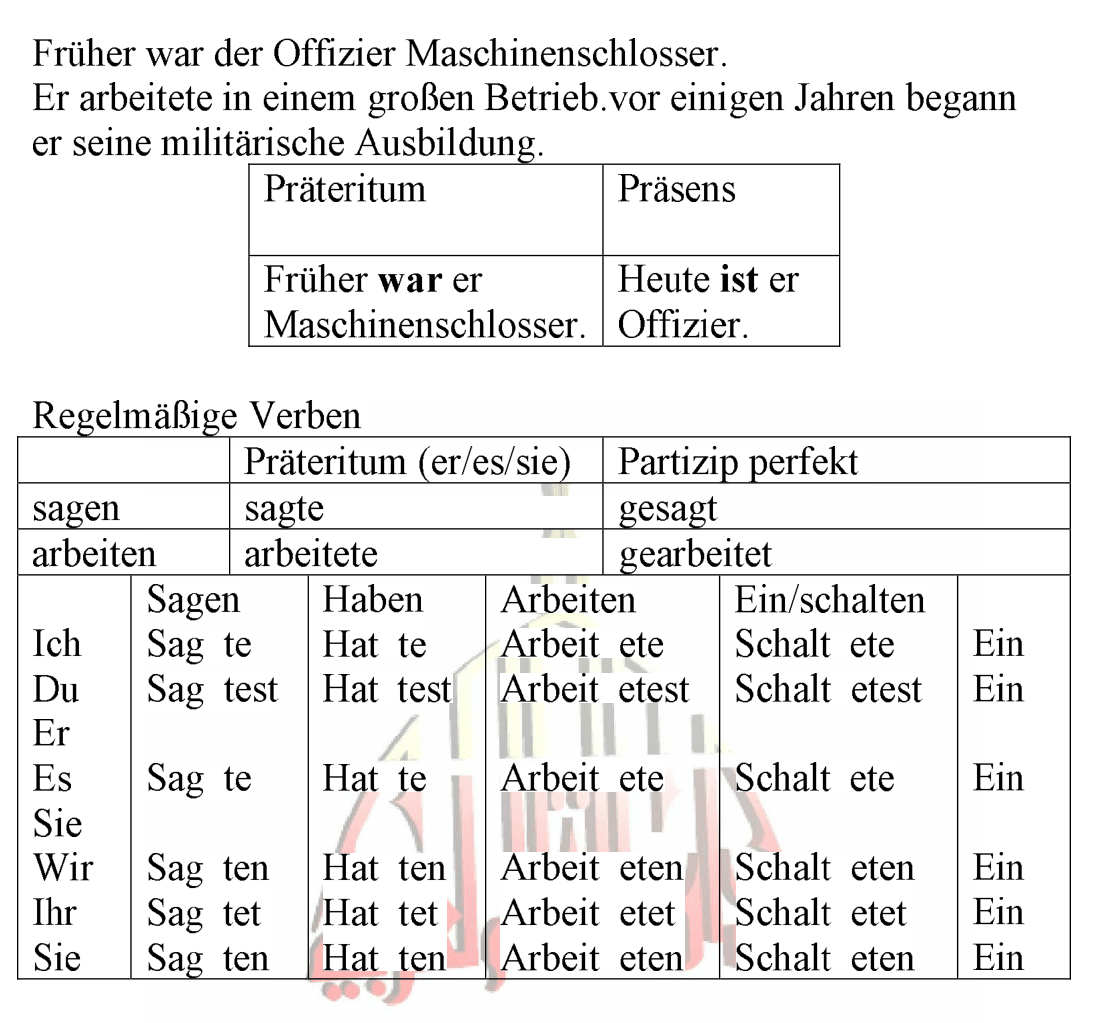 Früher war der Offizier Maschinenschlosser.
Er arbeitete in einem großen Betrieb.vor einigen Jahren begann
er seine militärische Ausbildung.
Präteritum Präsens
Früher war er Heute ist er
Maschinenschlosser. Offizier.
Regelmäßige Verben
Präteritum (er/es/sie) Partizip perfekt
sagen sagte gesagt
arbeiten arbeitete gearbeitet
Sagen Haben Arbeiten Ein/schalten
Ich Sag te Hat te Arbeit ete Schalt ete Ein
Du Sag test Hat test Arbeit etest Schalt etest Ein
Er
Es Sag te Hat te Arbeit ete Schalt ete Ein
Sie
Wir Sag ten Hat ten Arbeit eten Schalt eten Ein
Ihr Sag tet Hat tet Arbeit etet Schalt etet Ein
Sie Sag ten Hat ten Arbeit eten Schalt eten Ein